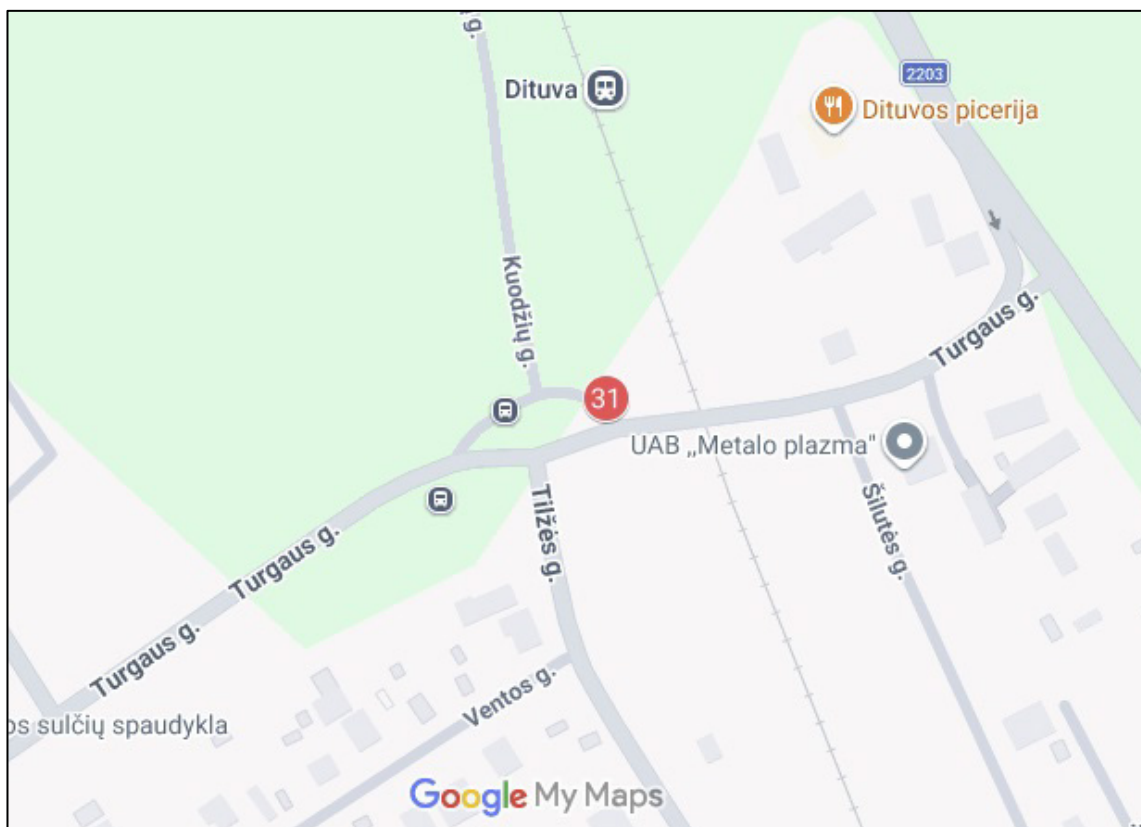 g.
Dituva
2203
Dituvos picerija
Kuodžių g.
Turgaus g.
31
UAB „Metalo plazma"
Tilžės g.
Šilutės g.
Turgaus g.
Turgaus g.
Ventos g.
os sulčių spaudykla
Google My Maps